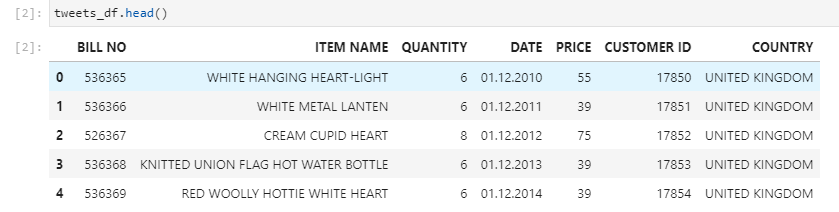 [2]: tweets_df.head()
[2]: BILL NO ITEM NAME QUANTITY DATE PRICE CUSTOMER ID COUNTRY
0 536365 WHITE HANGING HEART-LIGHT 6 01.12.2010 55 17850 UNITED KINGDOM
1 536366 WHITE METAL LANTEN 6 01.12.2011 39 17851 UNITED KINGDOM
2 526367 CREAM CUPID HEART 8 01.12.2012 75 17852 UNITED KINGDOM
3 536368 KNITTED UNION FLAG HOT WATER BOTTLE 6 01.12.2013 39 17853 UNITED KINGDOM
4 536369 RED WOOLLY HOTTIE WHITE HEART 6 01.12.2014 39 17854 UNITED KINGDOM